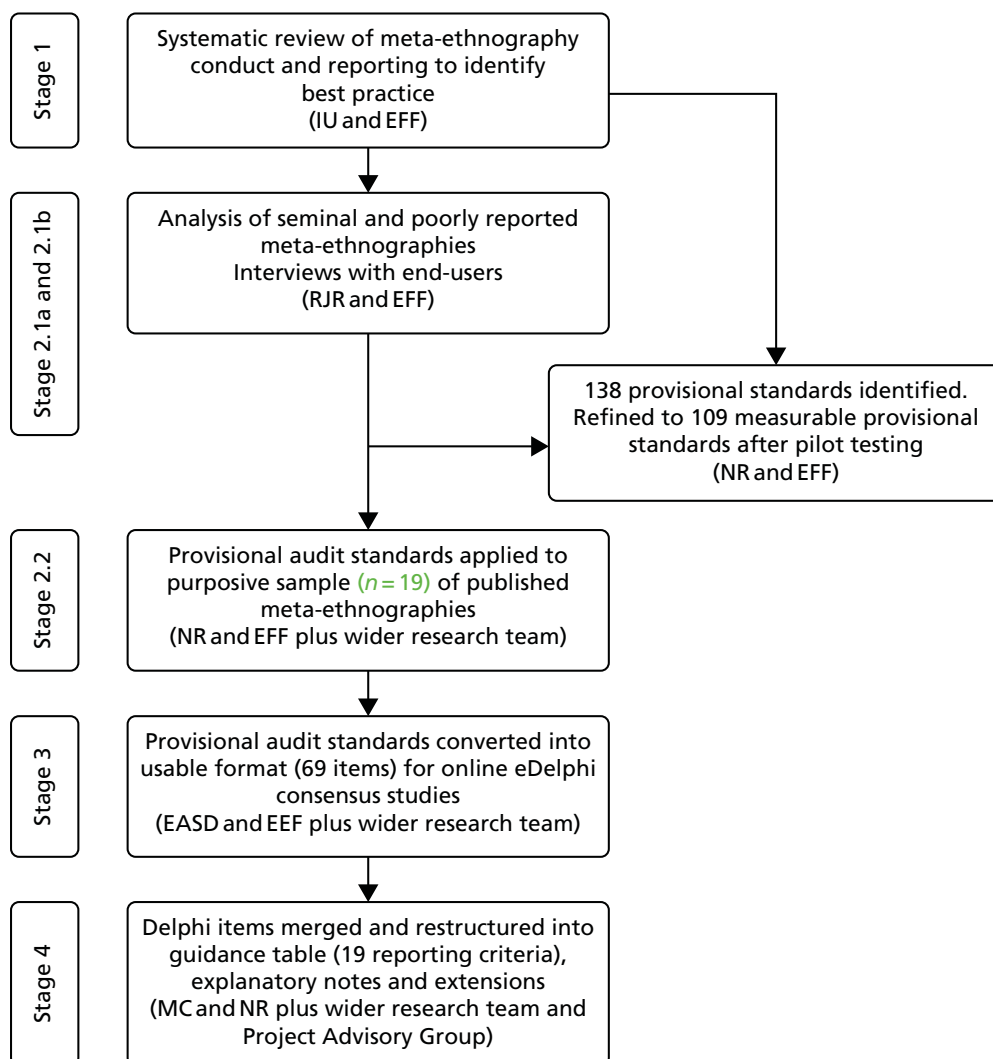 Stage 1
Systematic review of meta-ethnography
conduct and reporting to identify
best practice
(IU and EFF)
Stage 2.1a and 2.1b
Analysis of seminal and poorly reported
meta-ethnographies
Interviews with end-users
(RJR and EFF)
138 provisional standards identified.
Refined to 109 measurable provisional
standards after pilot testing
(NR and EFF)
Stage 2.2
Provisional audit standards applied to
purposive sample (n = 19) of published
meta-ethnographies
(NR and EFF plus wider research team)
Stage 3
Provisional audit standards converted into
usable format (69 items) for online eDelphi
consensus studies
(EASD and EEF plus wider research team)
Stage 4
Delphi items merged and restructured into
guidance table (19 reporting criteria),
explanatory notes and extensions
(MC and NR plus wider research team and
Project Advisory Group)